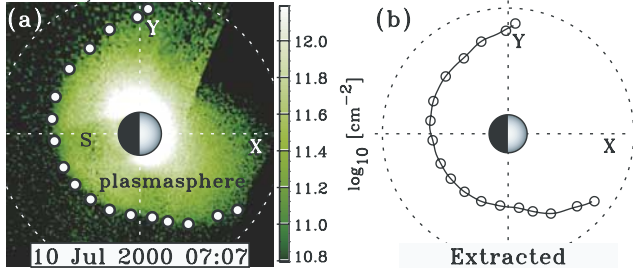 (a)
Y
S
X
plasmasphere
10 Jul 2000 07:07
12.0
11.8
11.6
11.4
11.2
11.0
10.8
log10 [cm−2]
(b)
Y
X
Extracted